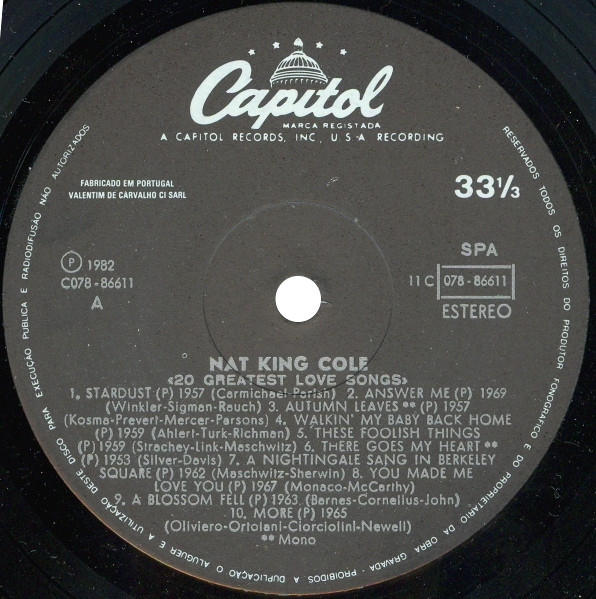 Capitol
MARCA REGISTADA
A CAPITOL RECORDS, INC., U.S.A RECORDING
FABRICADO EM PORTUGAL
VALENTIM DE CARVALHO CI SARL
33 1/3
Ⓟ 1982
C078-86611
A
SPA
11 C 078-86611
ESTEREO
NAT KING COLE
«20 GREATEST LOVE SONGS»
1. STARDUST (P) 1957 (Carmichael-Parish) 2. ANSWER ME (P) 1969
(Winkler-Sigman-Rauch) 3. AUTUMN LEAVES ** (P) 1957
(Kosma-Prevert-Mercer-Parsons) 4. WALKIN' MY BABY BACK HOME
(P) 1959 (Ahlert-Turk-Richman) 5. THESE FOOLISH THINGS
(P) 1959 (Strachey-Link-Maschwitz) 6. THERE GOES MY HEART **
(P) 1953 (Silver-Davis) 7. A NIGHTINGALE SANG IN BERKELEY
SQUARE (P) 1962 (Maschwitz-Sherwin) 8. YOU MADE ME
LOVE YOU (P) 1967 (Monaco-McCarthy)
9. A BLOSSOM FELL (P) 1963 (Barnes-Cornelius-John)
10. MORE (P) 1965
(Oliviero-Ortolani-Ciorciolini-Newell)
** Mono
RESERVADOS TODOS OS DIREITOS DO PRODUTOR FONOGRAFICO E DO PROPRIETARIO DA OBRA GRAVADA - PROIBIDOS A DUPLICAÇÃO O ALUGUER E A UTILIZAÇÃO DESTE DISCO PARA EXECUÇÃO PUBLICA E RADIODIFUSÃO NÃO AUTORIZADOS